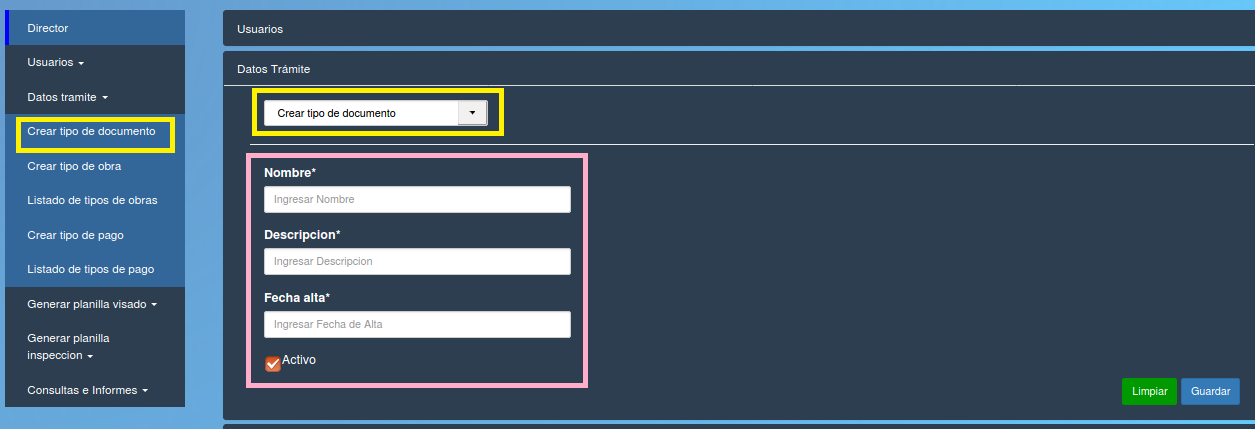 Director
Usuarios
Datos tramite
Crear tipo de documento
Crear tipo de obra
Listado de tipos de obras
Crear tipo de pago
Listado de tipos de pago
Generar planilla visado
Generar planilla
inspeccion
Consultas e Informes
Usuarios
Datos Trámite
Crear tipo de documento
Nombre*
Ingresar Nombre
Descripcion*
Ingresar Descripcion
Fecha alta*
Ingresar Fecha de Alta
Activo
Limpiar Guardar